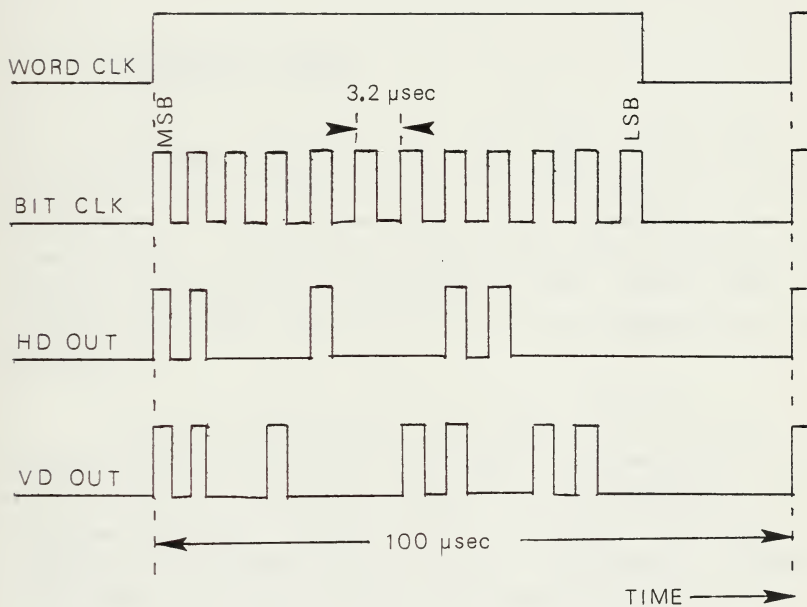 WORD CLK
3.2 µsec
MSB
LSB
BIT CLK
HD OUT
VD OUT
100 µsec
TIME